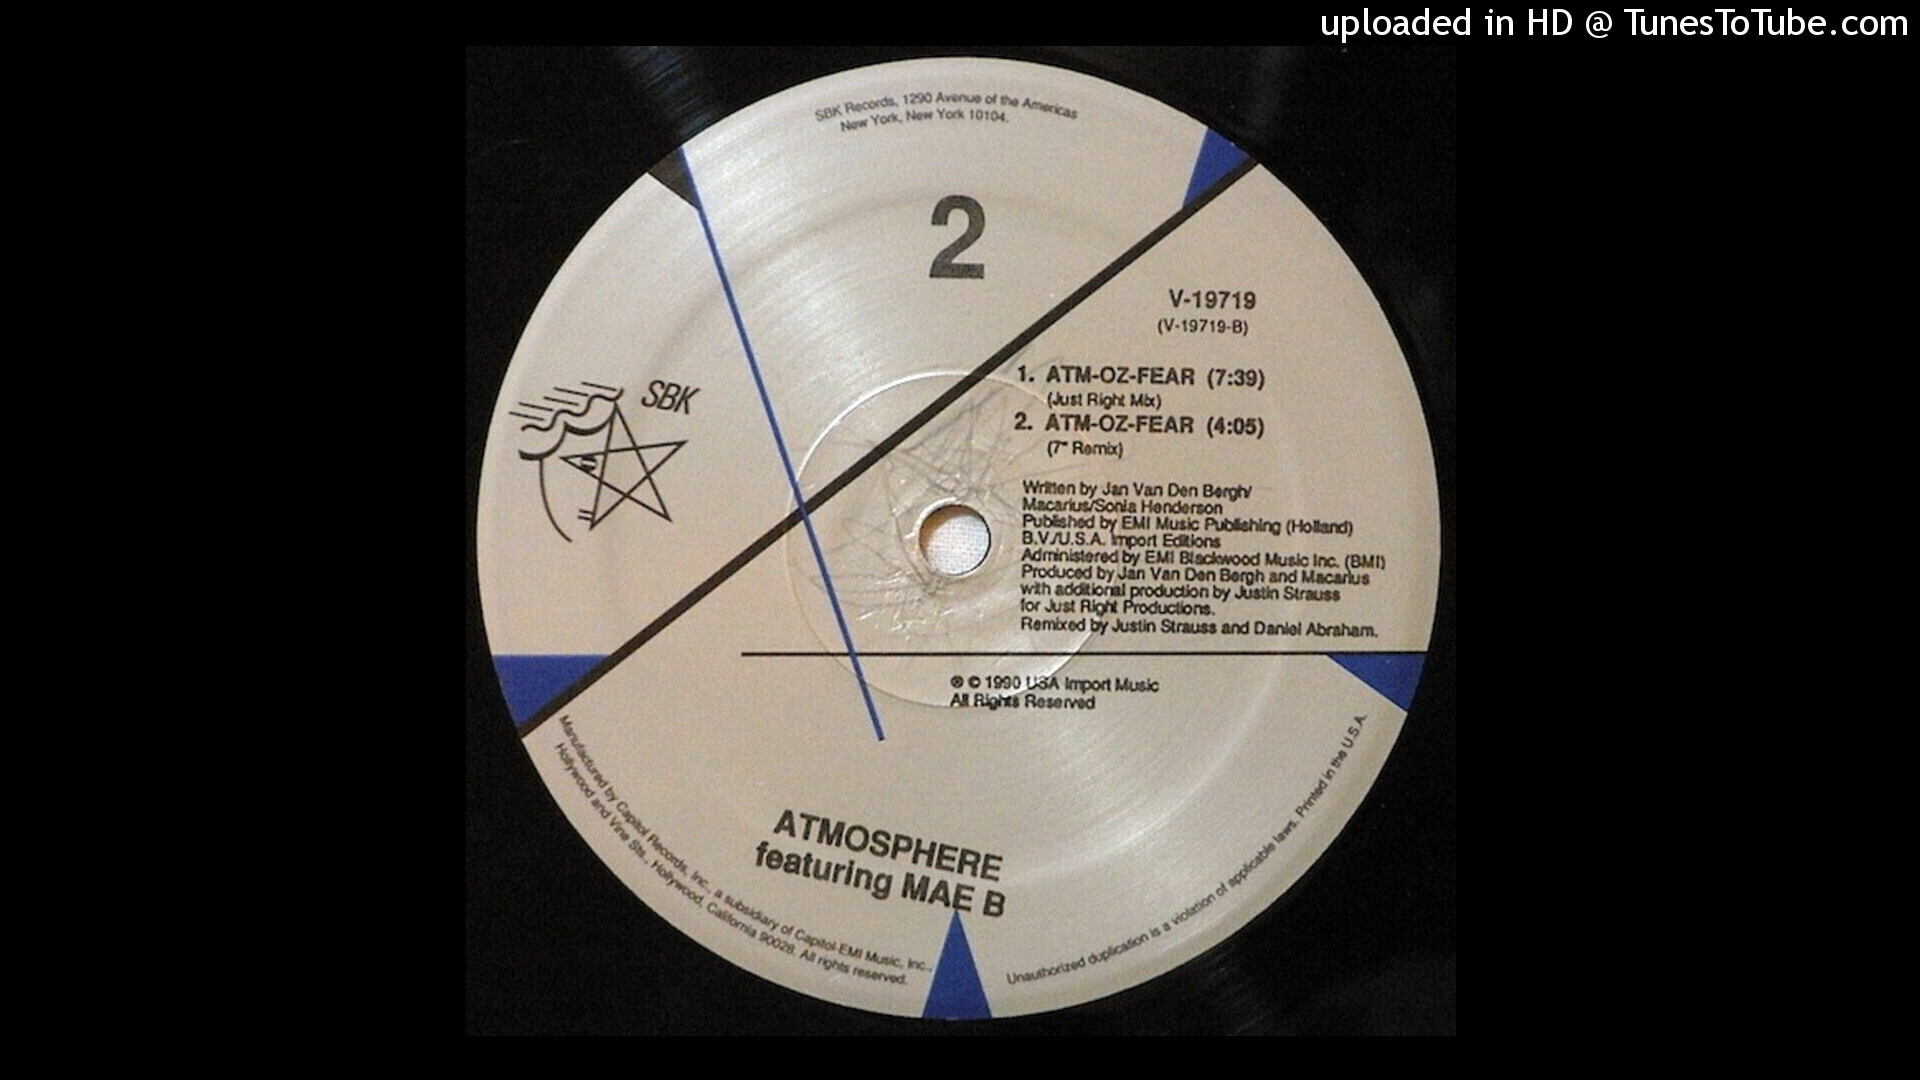 uploaded in HD @ TunesToTube.com
SBK Records, 1290 Avenue of the Americas
New York, New York 10104.
2
V-19719
(V-19719-B)
SBK
1. ATM-OZ-FEAR (7:39)
(Just Right Mix)
2. ATM-OZ-FEAR (4:05)
(7" Remix)
Written by Jan Van Den Bergh/
Macarius/Sonia Henderson
Published by EMI Music Publishing (Holland)
B.V./U.S.A. Import Editions
Administered by EMI Blackwood Music Inc. (BMI)
Produced by Jan Van Den Bergh and Macarius
with additional production by Justin Strauss
for Just Right Productions.
Remixed by Justin Strauss and Daniel Abraham.
℗ © 1990 USA Import Music
All Rights Reserved
ATMOSPHERE
featuring MAE B
Manufactured by Capitol Records, Inc., a subsidiary of Capitol-EMI Music, Inc.,
Hollywood and Vine Sts., Hollywood, California 90028. All rights reserved.
Unauthorized duplication is a violation of applicable laws. Printed in the U.S.A.